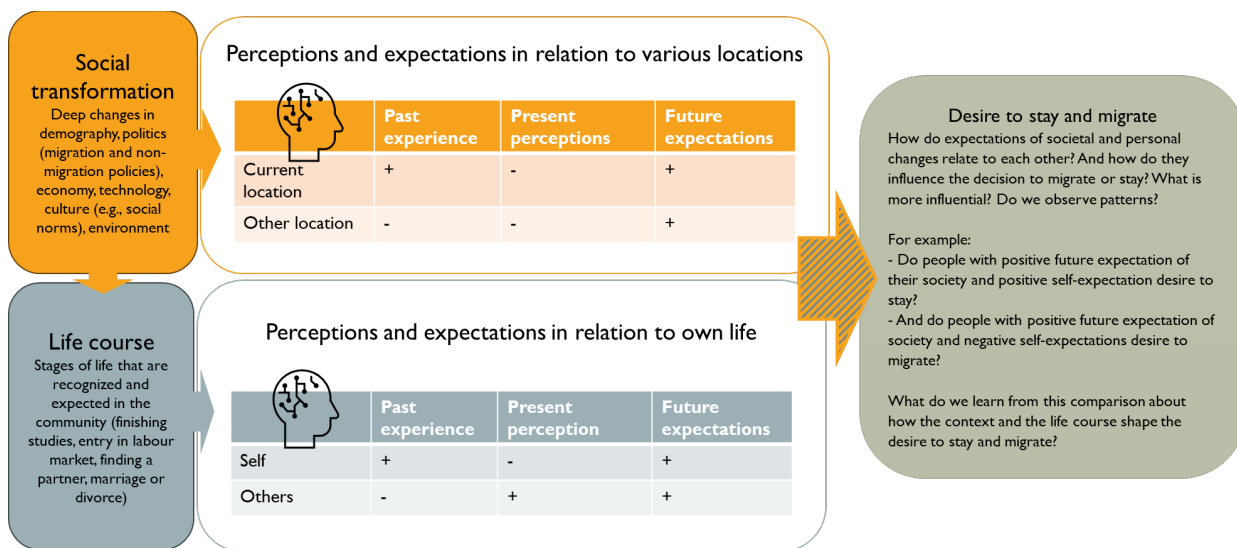 Social
transformation
Deep changes in
demography, politics
(migration and non-
migration policies),
economy, technology,
culture (e.g., social
norms), environment
Perceptions and expectations in relation to various locations
Past experience Present perceptions Future expectations
Current location + - +
Other location - - +
Life course
Stages of life that are
recognized and
expected in the
community (finishing
studies, entry in labour
market, finding a
partner, marriage or
divorce)
Perceptions and expectations in relation to own life
Past experience Present perception Future expectations
Self + - +
Others - + +
Desire to stay and migrate
How do expectations of societal and personal
changes relate to each other? And how do they
influence the decision to migrate or stay? What is
more influential? Do we observe patterns?
For example:
- Do people with positive future expectation of
their society and positive self-expectation desire to
stay?
- And do people with positive future expectation of
society and negative self-expectations desire to
migrate?
What do we learn from this comparison about
how the context and the life course shape the
desire to stay and migrate?